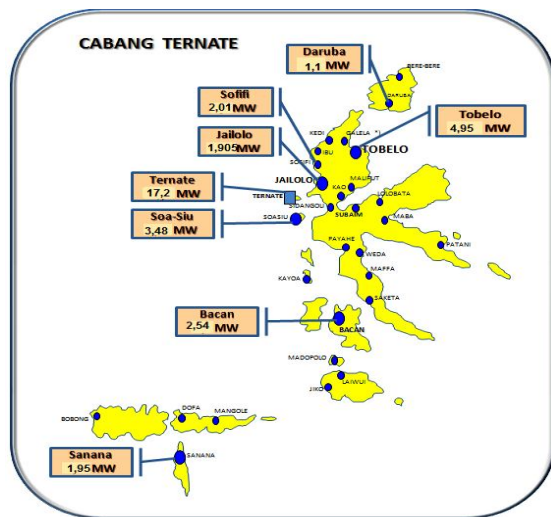 CABANG TERNATE
Daruba
1,1 MW
BERE-BERE
DARUBA
Sofifi
2,01 MW
Tobelo
4,95 MW
KEDI
GALELA
TOBELO
IBU
Jailolo
1,905 MW
SOFIFI
JAILOLO
MALIFUT
KAO
Ternate
17,2 MW
TERNATE
SIDANGOLI
SUBAIM
LOLOBATA
MABA
Soa-Siu
3,48 MW
SOASIU
PAYAHE
WEDA
PATANI
KAYOA
MAFFA
SAKETA
Bacan
2,54 MW
BACAN
MADOPOLO
LAIWUI
JIKO
BOBONG
DOFA
MANGOLE
Sanana
1,95 MW
SANANA